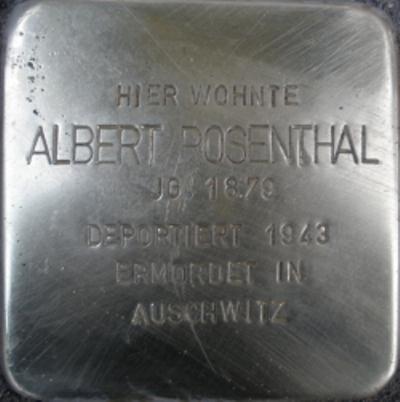 HIER WOHNTE
ALBERT ROSENTHAL
JG. 1879
DEPORTIERT 1943
ERMORDET IN
AUSCHWITZ